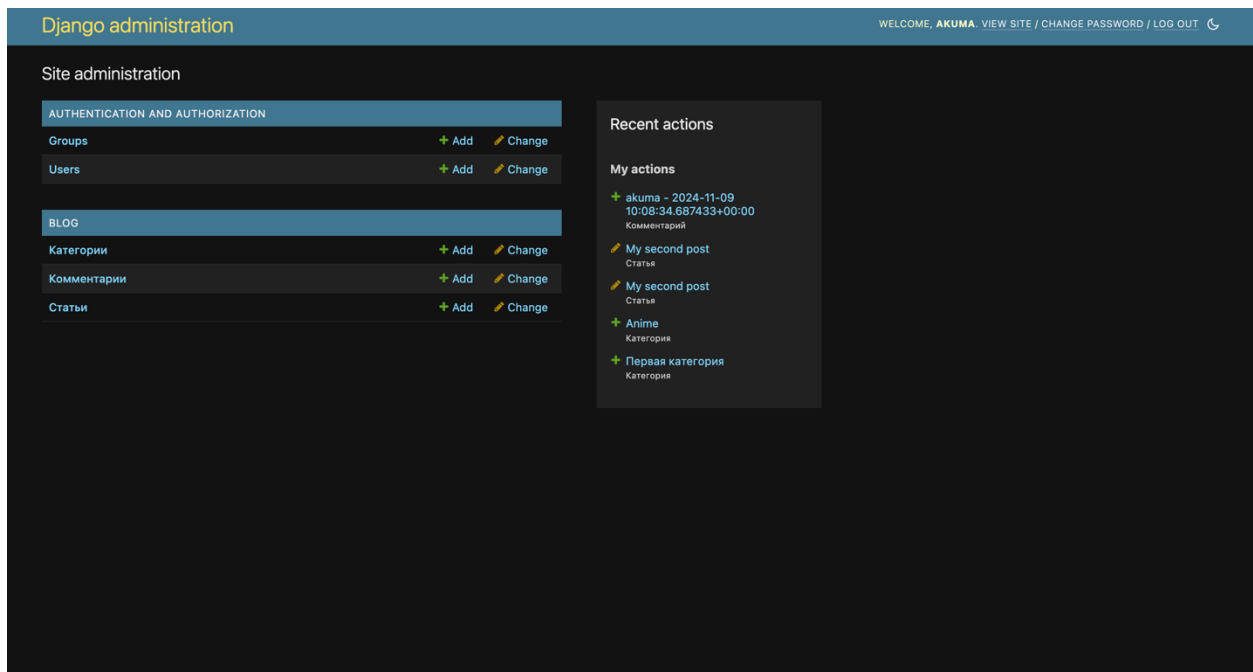 Django administration
WELCOME, AKUMA. VIEW SITE / CHANGE PASSWORD / LOG OUT
Site administration
AUTHENTICATION AND AUTHORIZATION
Groups + Add Change
Users + Add Change
BLOG
Категории + Add Change
Комментарии + Add Change
Статьи + Add Change
Recent actions
My actions
+ akuma - 2024-11-09
10:08:34.687433+00:00
Комментарий
My second post
Статья
My second post
Статья
+ Anime
Категория
+ Первая категория
Категория